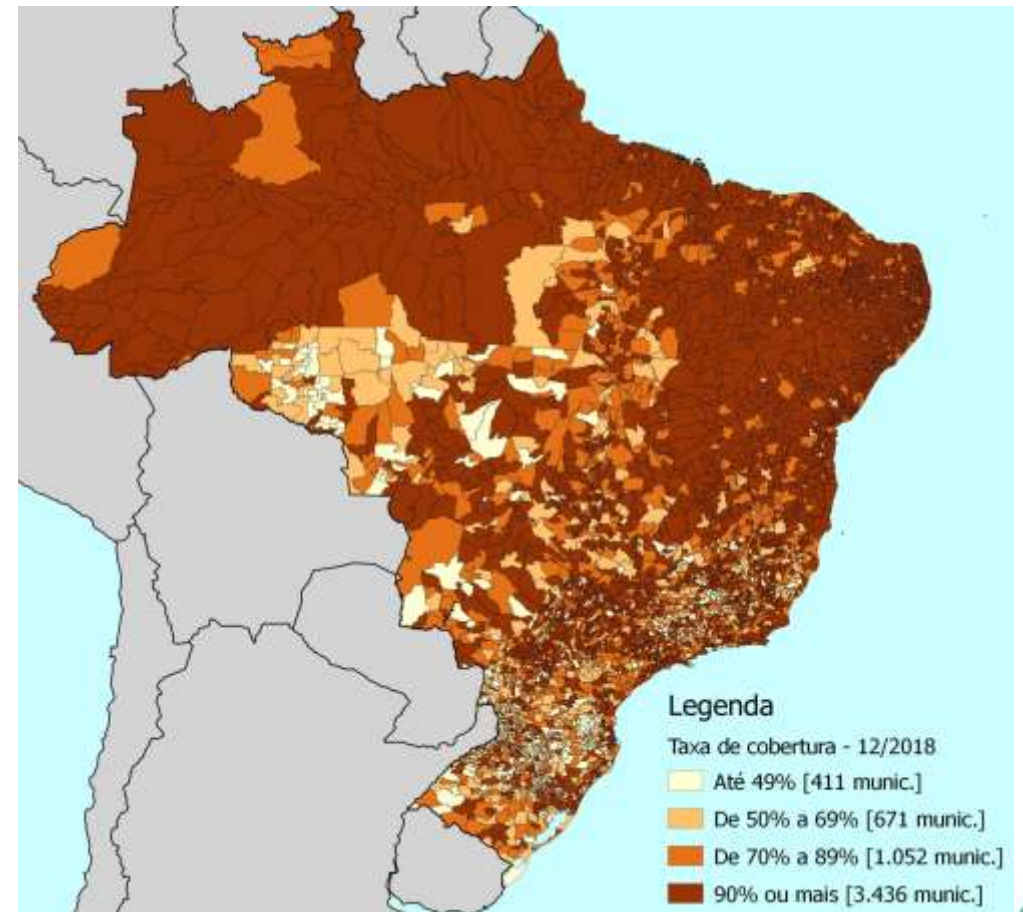 Legenda
Taxa de cobertura - 12/2018
Até 49% [411 munic.]
De 50% a 69% [671 munic.]
De 70% a 89% [1.052 munic.]
90% ou mais [3.436 munic.]